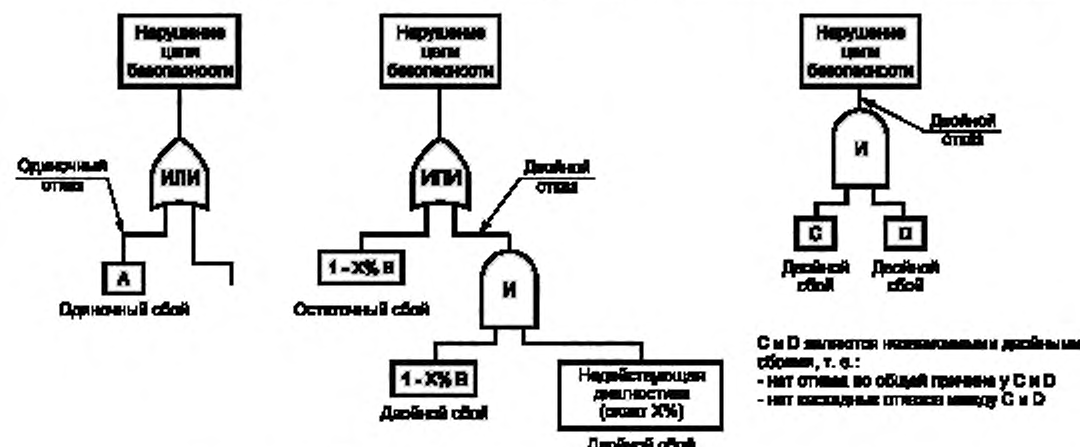 Нарушение
цели
безопасности
Одиночный
отказ
ИЛИ
А
Одиночный сбой
Нарушение
цели
безопасности
ИЛИ
Двойной
отказ
1 - X% B
Остаточный сбой
И
1 - X% B
Двойной сбой
Недействующая
диагностика
(охват X%)
Двойной сбой
Нарушение
цели
безопасности
Двойной
отказ
И
C
D
Двойной
сбой
Двойной
сбой
C и D являются независимыми двойными
сбоями, т. е.:
- нет отказа по общей причине у C и D
- нет каскадных отказов между C и D